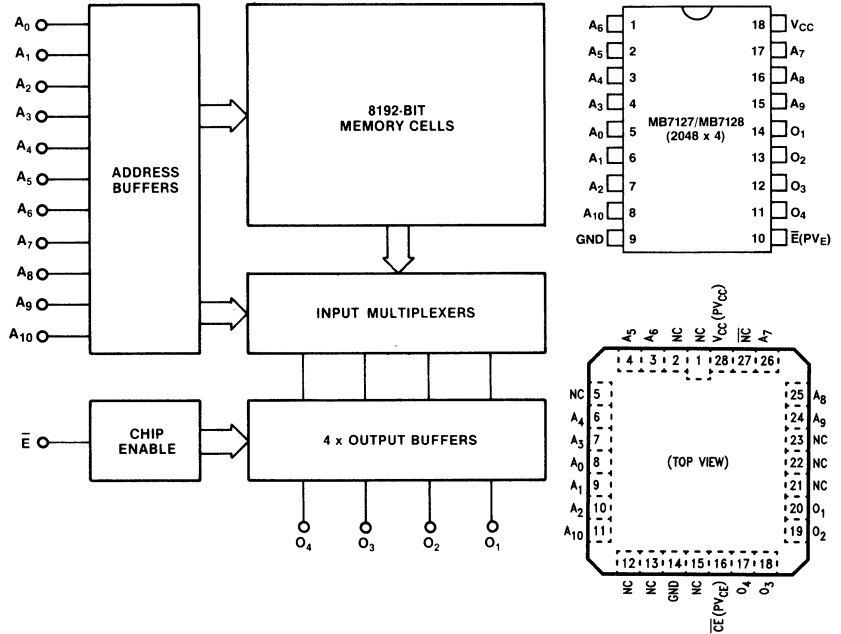 A0
A1
A2
A3
A4
A5
A6
A7
A8
A9
A10
ADDRESS
BUFFERS
8192-BIT
MEMORY CELLS
INPUT MULTIPLEXERS
E̅
CHIP
ENABLE
4 x OUTPUT BUFFERS
O4 O3 O2 O1
A6 1 18 VCC
A5 2 17 A7
A4 3 16 A8
A3 4 15 A9
MB7127/MB7128
(2048 x 4)
A0 5 14 O1
A1 6 13 O2
A2 7 12 O3
A10 8 11 O4
GND 9 10 E̅(PVE)
A5 A6 NC NC VCC(PVCC) N̅C̅ A7
4 3 2 1 28 27 26
NC 5 25 A8
A4 6 24 A9
A3 7 23 NC
A0 8 (TOP VIEW) 22 NC
A1 9 21 NC
A2 10 20 O1
A10 11 19 O2
12 13 14 15 16 17 18
NC NC GND NC C̅E̅(PVCE) O4 O3